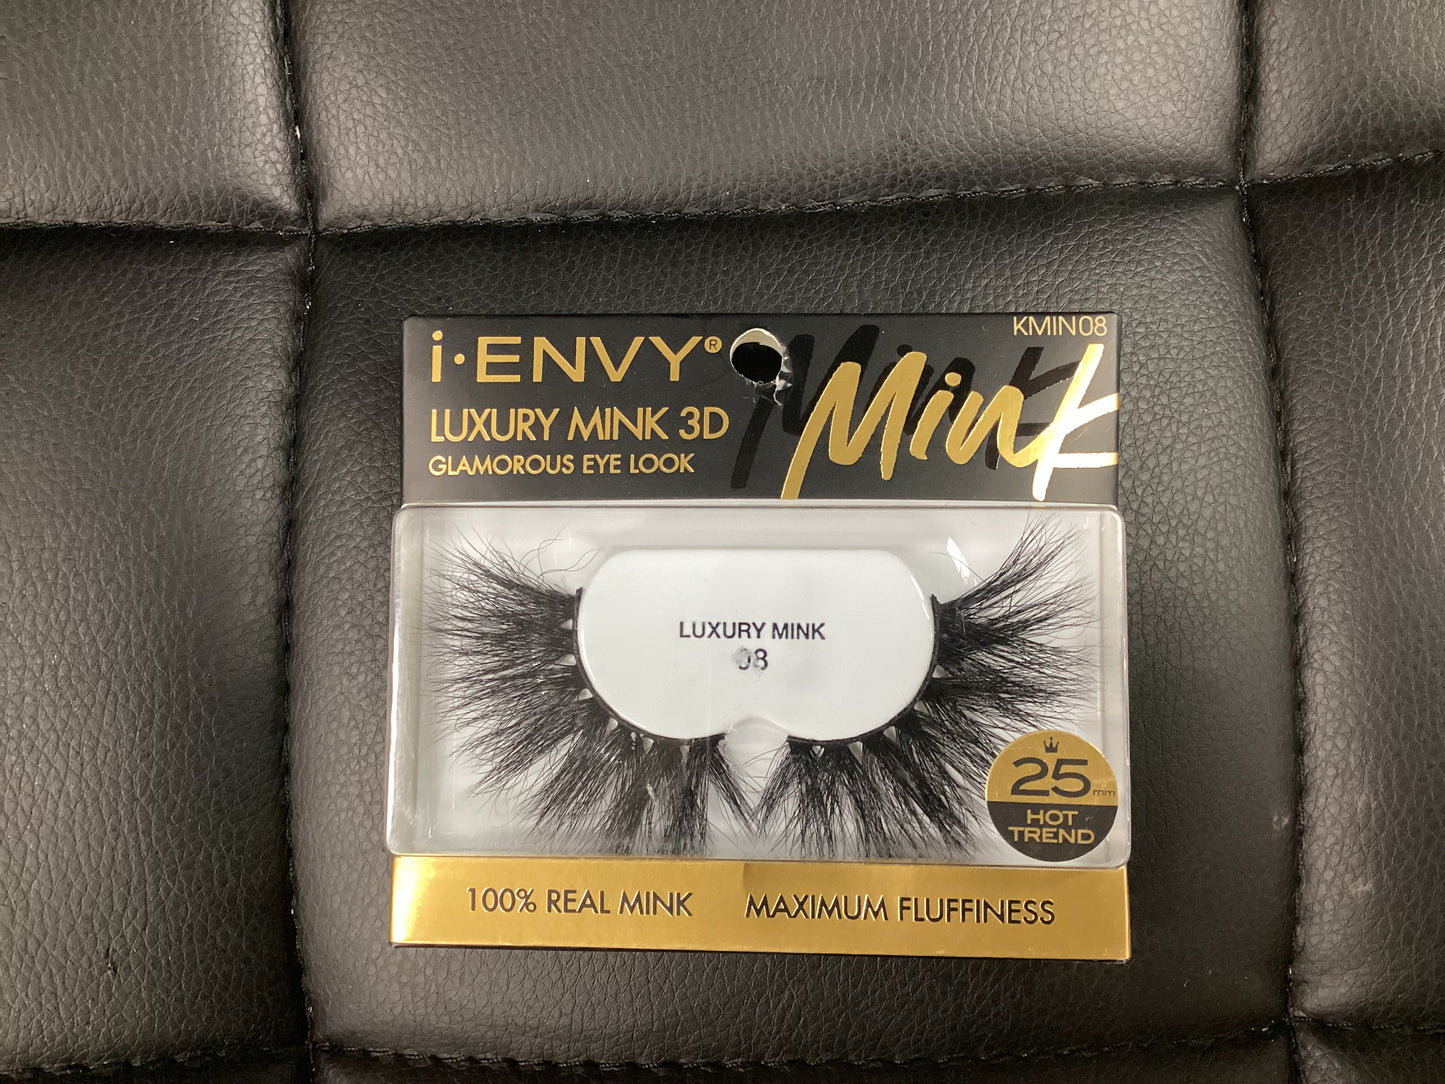 KMIN08
i·ENVY®
Mink
LUXURY MINK 3D
GLAMOROUS EYE LOOK
LUXURY MINK
08
25mm
HOT
TREND
100% REAL MINK MAXIMUM FLUFFINESS